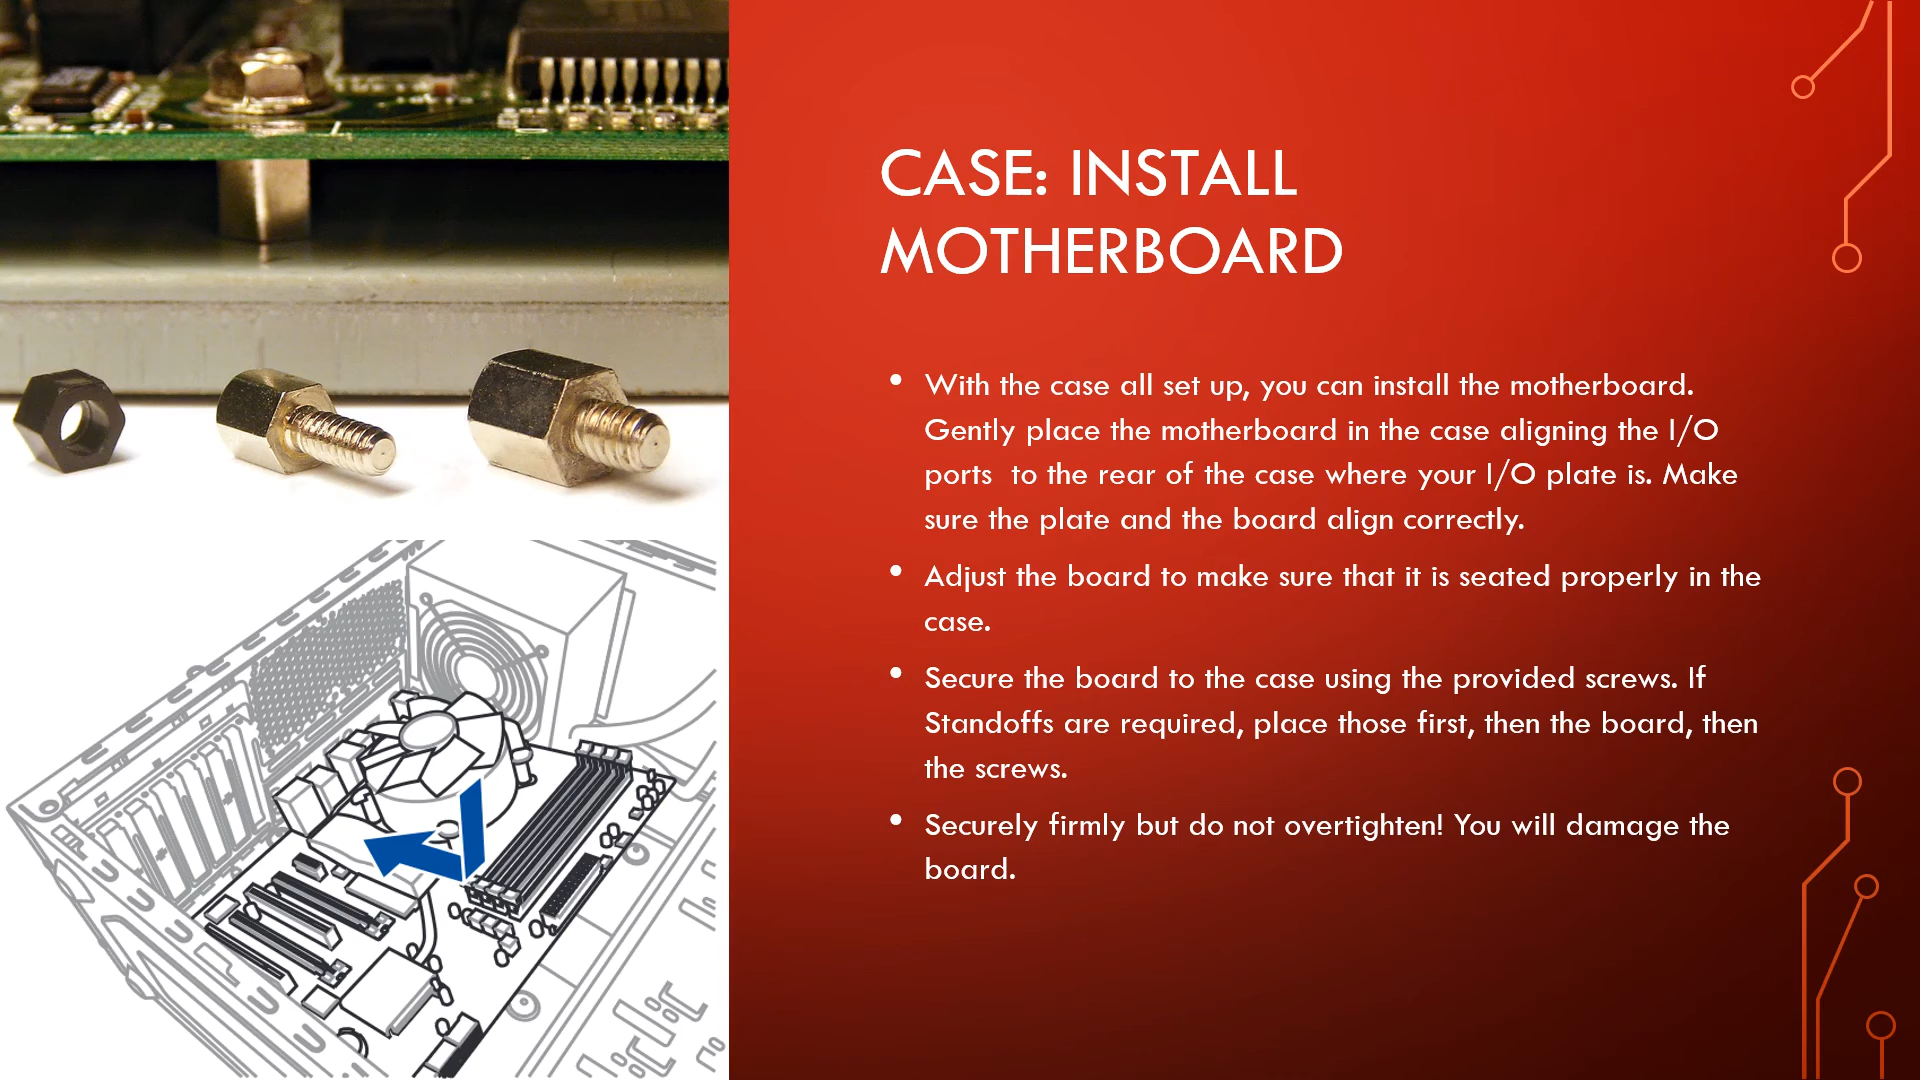 CASE: INSTALL
MOTHERBOARD
• With the case all set up, you can install the motherboard.
Gently place the motherboard in the case aligning the I/O
ports  to the rear of the case where your I/O plate is. Make
sure the plate and the board align correctly.
• Adjust the board to make sure that it is seated properly in the
case.
• Secure the board to the case using the provided screws. If
Standoffs are required, place those first, then the board, then
the screws.
• Securely firmly but do not overtighten! You will damage the
board.